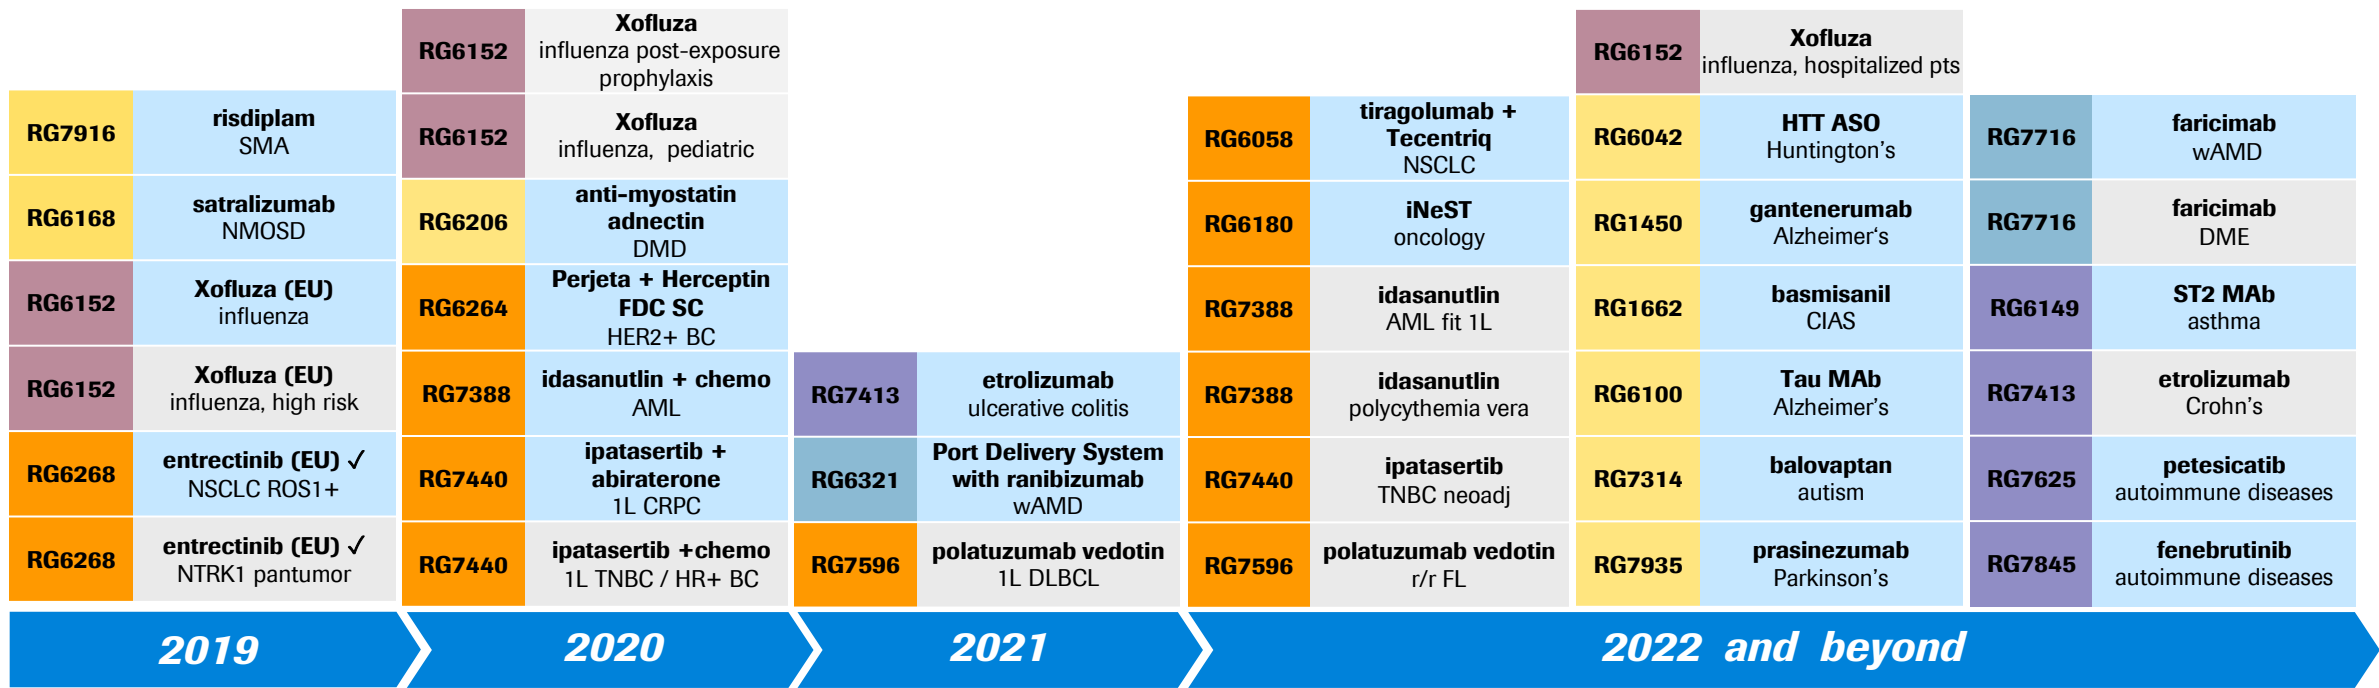 RG7916
risdiplam
SMA
RG6168
satralizumab
NMOSD
RG6152
Xofluza (EU)
influenza
RG6152
Xofluza (EU)
influenza, high risk
RG6268
entrectinib (EU) ✓
NSCLC ROS1+
RG6268
entrectinib (EU) ✓
NTRK1 pantumor
2019
RG6152
Xofluza
influenza post-exposure
prophylaxis
RG6152
Xofluza
influenza, pediatric
RG6206
anti-myostatin
adnectin
DMD
RG6264
Perjeta + Herceptin
FDC SC
HER2+ BC
RG7388
idasanutlin + chemo
AML
RG7440
ipatasertib +
abiraterone
1L CRPC
RG7440
ipatasertib +chemo
1L TNBC / HR+ BC
2020
RG7413
etrolizumab
ulcerative colitis
RG6321
Port Delivery System
with ranibizumab
wAMD
RG7596
polatuzumab vedotin
1L DLBCL
2021
RG6058
tiragolumab +
Tecentriq
NSCLC
RG6180
iNeST
oncology
RG7388
idasanutlin
AML fit 1L
RG7388
idasanutlin
polycythemia vera
RG7440
ipatasertib
TNBC neoadj
RG7596
polatuzumab vedotin
r/r FL
RG6152
Xofluza
influenza, hospitalized pts
RG6042
HTT ASO
Huntington's
RG1450
gantenerumab
Alzheimer‘s
RG1662
basmisanil
CIAS
RG6100
Tau MAb
Alzheimer's
RG7314
balovaptan
autism
RG7935
prasinezumab
Parkinson's
RG7716
faricimab
wAMD
RG7716
faricimab
DME
RG6149
ST2 MAb
asthma
RG7413
etrolizumab
Crohn's
RG7625
petesicatib
autoimmune diseases
RG7845
fenebrutinib
autoimmune diseases
2022 and beyond